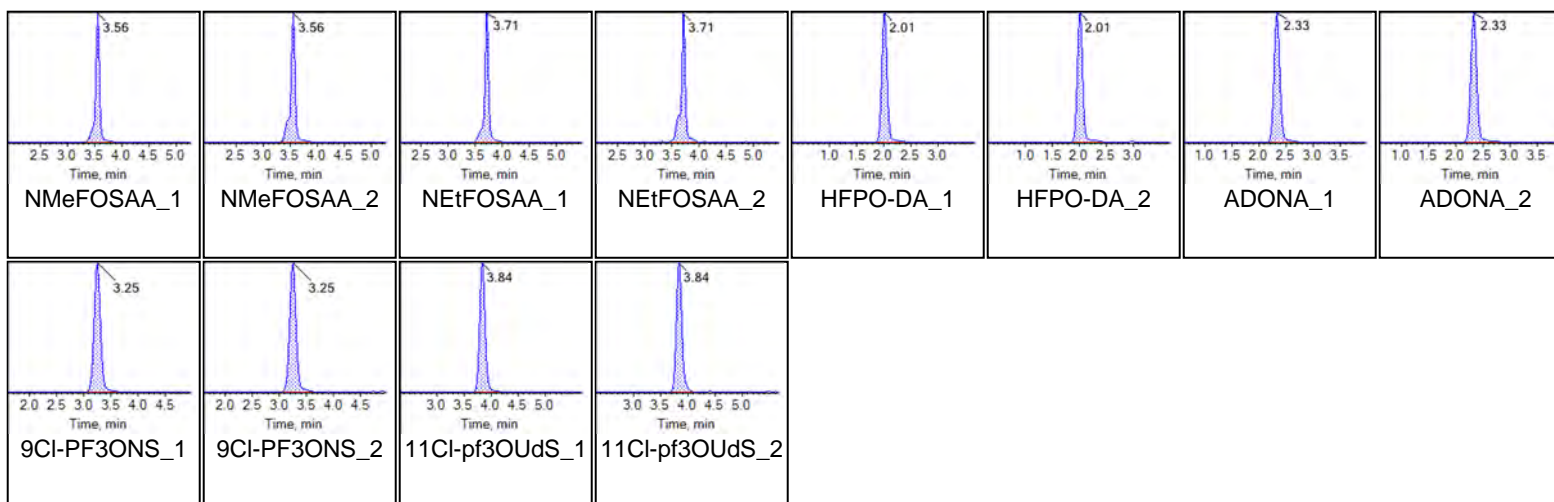 3.56 3.56 3.71 3.71 2.01 2.01 2.33 2.33
2.5 3.0 3.5 4.0 4.5 5.0 2.5 3.0 3.5 4.0 4.5 5.0 2.5 3.0 3.5 4.0 4.5 5.0 2.5 3.0 3.5 4.0 4.5 5.0 1.0 1.5 2.0 2.5 3.0 1.0 1.5 2.0 2.5 3.0 1.0 1.5 2.0 2.5 3.0 3.5 1.0 1.5 2.0 2.5 3.0 3.5
Time, min Time, min Time, min Time, min Time, min Time, min Time, min Time, min
NMeFOSAA_1 NMeFOSAA_2 NEtFOSAA_1 NEtFOSAA_2 HFPO-DA_1 HFPO-DA_2 ADONA_1 ADONA_2
3.25 3.25 3.84 3.84
2.0 2.5 3.0 3.5 4.0 4.5 2.0 2.5 3.0 3.5 4.0 4.5 3.0 3.5 4.0 4.5 5.0 3.0 3.5 4.0 4.5 5.0
Time, min Time, min Time, min Time, min
9Cl-PF3ONS_1 9Cl-PF3ONS_2 11Cl-pf3OUdS_1 11Cl-pf3OUdS_2